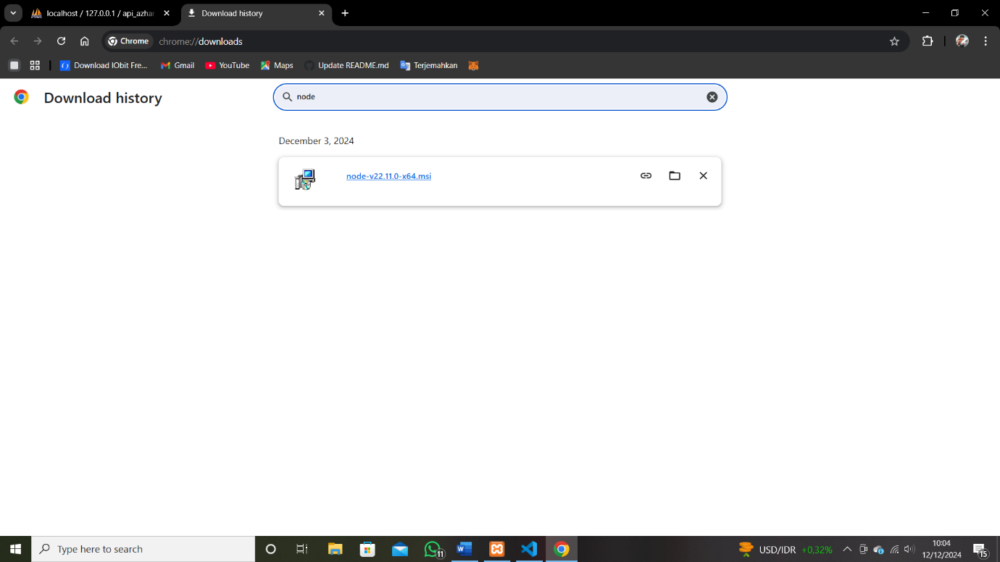 localhost / 127.0.0.1 / api_azhar
Download history
Chrome
chrome://downloads
Download IObit Fre...
Gmail
YouTube
Maps
Update README.md
Terjemahkan
Download history
node
December 3, 2024
node-v22.11.0-x64.msi
Type here to search
11
USD/IDR +0,32%
10:04
12/12/2024
15